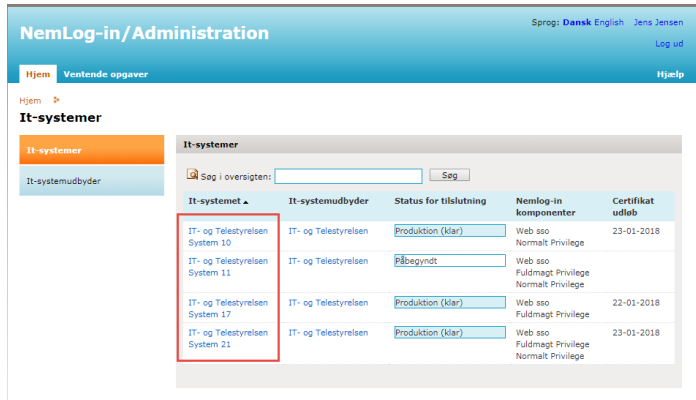 Sprog: Dansk English Jens Jensen
NemLog-in/Administration
Log ud
Hjem Ventende opgaver Hjælp
Hjem
It-systemer
It-systemer
It-systemudbyder
It-systemer
Søg i oversigten: Søg
It-systemet It-systemudbyder Status for tilslutning Nemlog-in komponenter Certifikat udløb
IT- og Telestyrelsen IT- og Telestyrelsen Produktion (klar) Web sso 23-01-2018
System 10 Normalt Privilege
IT- og Telestyrelsen IT- og Telestyrelsen Påbegyndt Web sso
System 11 Fuldmagt Privilege
Normalt Privilege
IT- og Telestyrelsen IT- og Telestyrelsen Produktion (klar) Web sso 22-01-2018
System 17 Fuldmagt Privilege
IT- og Telestyrelsen IT- og Telestyrelsen Produktion (klar) Web sso 23-01-2018
System 21 Fuldmagt Privilege
Normalt Privilege